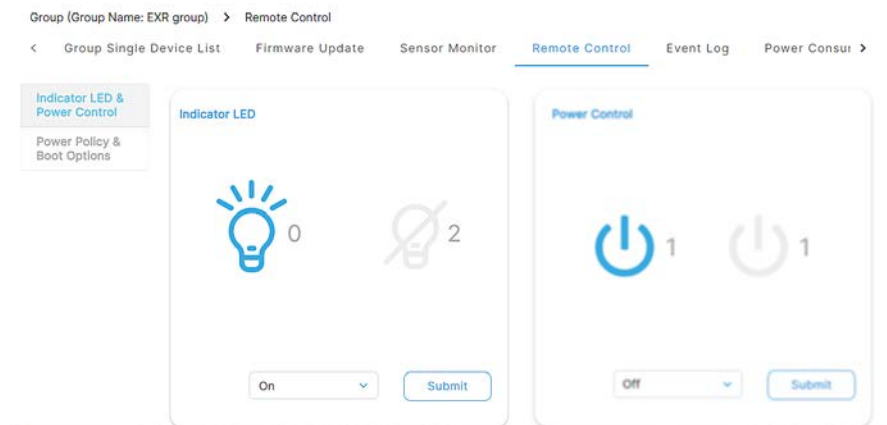 Group (Group Name: EXR group) > Remote Control
< Group Single Device List Firmware Update Sensor Monitor Remote Control Event Log Power Consu >
Indicator LED &
Power Control
Power Policy &
Boot Options
Indicator LED
0
2
On
Submit
Power Control
1
1
Off
Submit